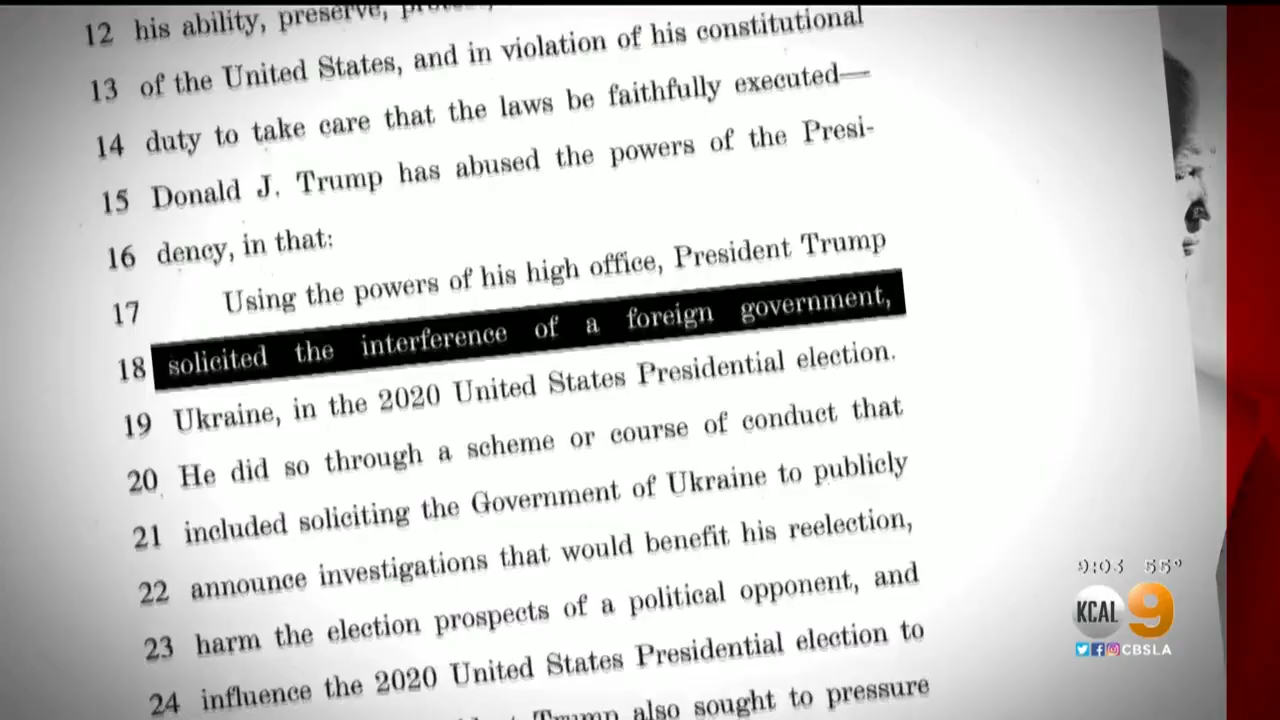 12 his ability, preserve,
13 of the United States, and in violation of his constitutional
14 duty to take care that the laws be faithfully executed—
15 Donald J. Trump has abused the powers of the Presi-
16 dency, in that:
17 Using the powers of his high office, President Trump
18 solicited the interference of a foreign government,
19 Ukraine, in the 2020 United States Presidential election.
20 He did so through a scheme or course of conduct that
21 included soliciting the Government of Ukraine to publicly
22 announce investigations that would benefit his reelection,
23 harm the election prospects of a political opponent, and
24 influence the 2020 United States Presidential election to
Trump also sought to pressure
9:03 55°
KCAL 9
CBSLA